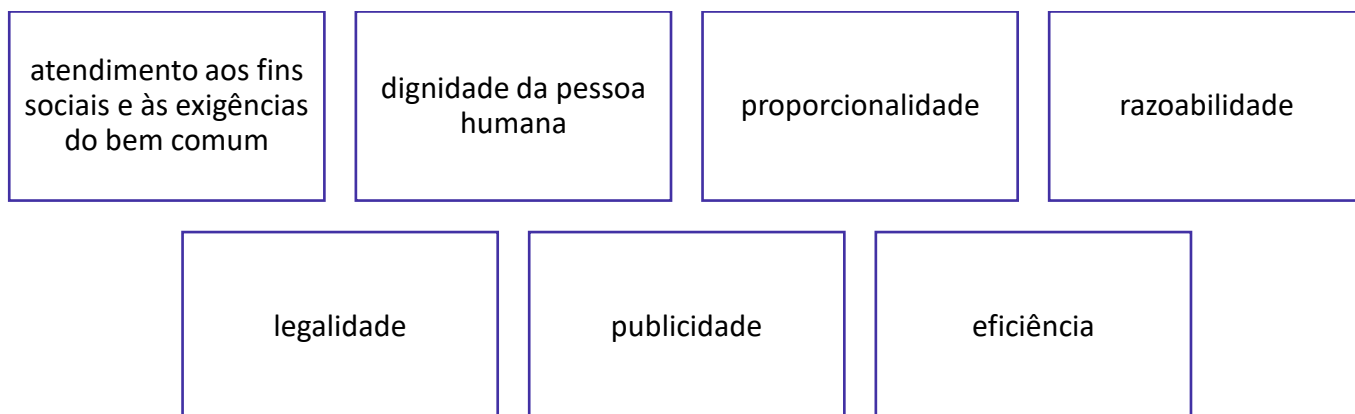 atendimento aos fins
sociais e às exigências
do bem comum
dignidade da pessoa
humana
proporcionalidade
razoabilidade
legalidade
publicidade
eficiência